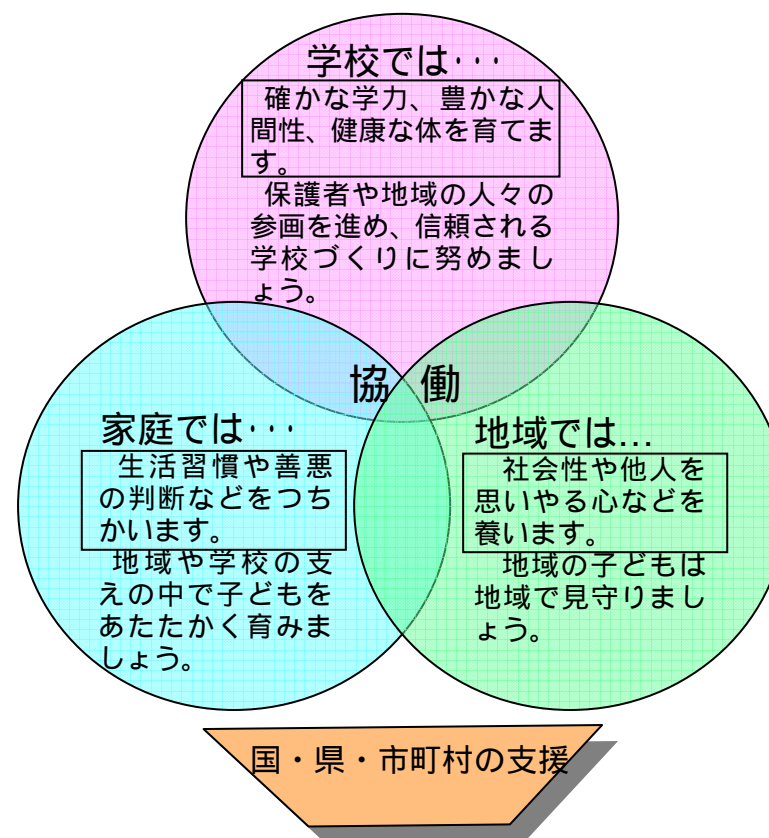 学校では･･･
確かな学力、豊かな人
間性、健康な体を育てま
す。
保護者や地域の人々の
参画を進め、信頼される
学校づくりに努めまし
ょう。
協働
家庭では･･･
生活習慣や善悪
の判断などをつち
かいます。
地域や学校の支
えの中で子どもを
あたたかく育みま
しょう。
地域では…
社会性や他人を
思いやる心などを
養います。
地域の子どもは
地域で見守りまし
ょう。
国・県・市町村の支援